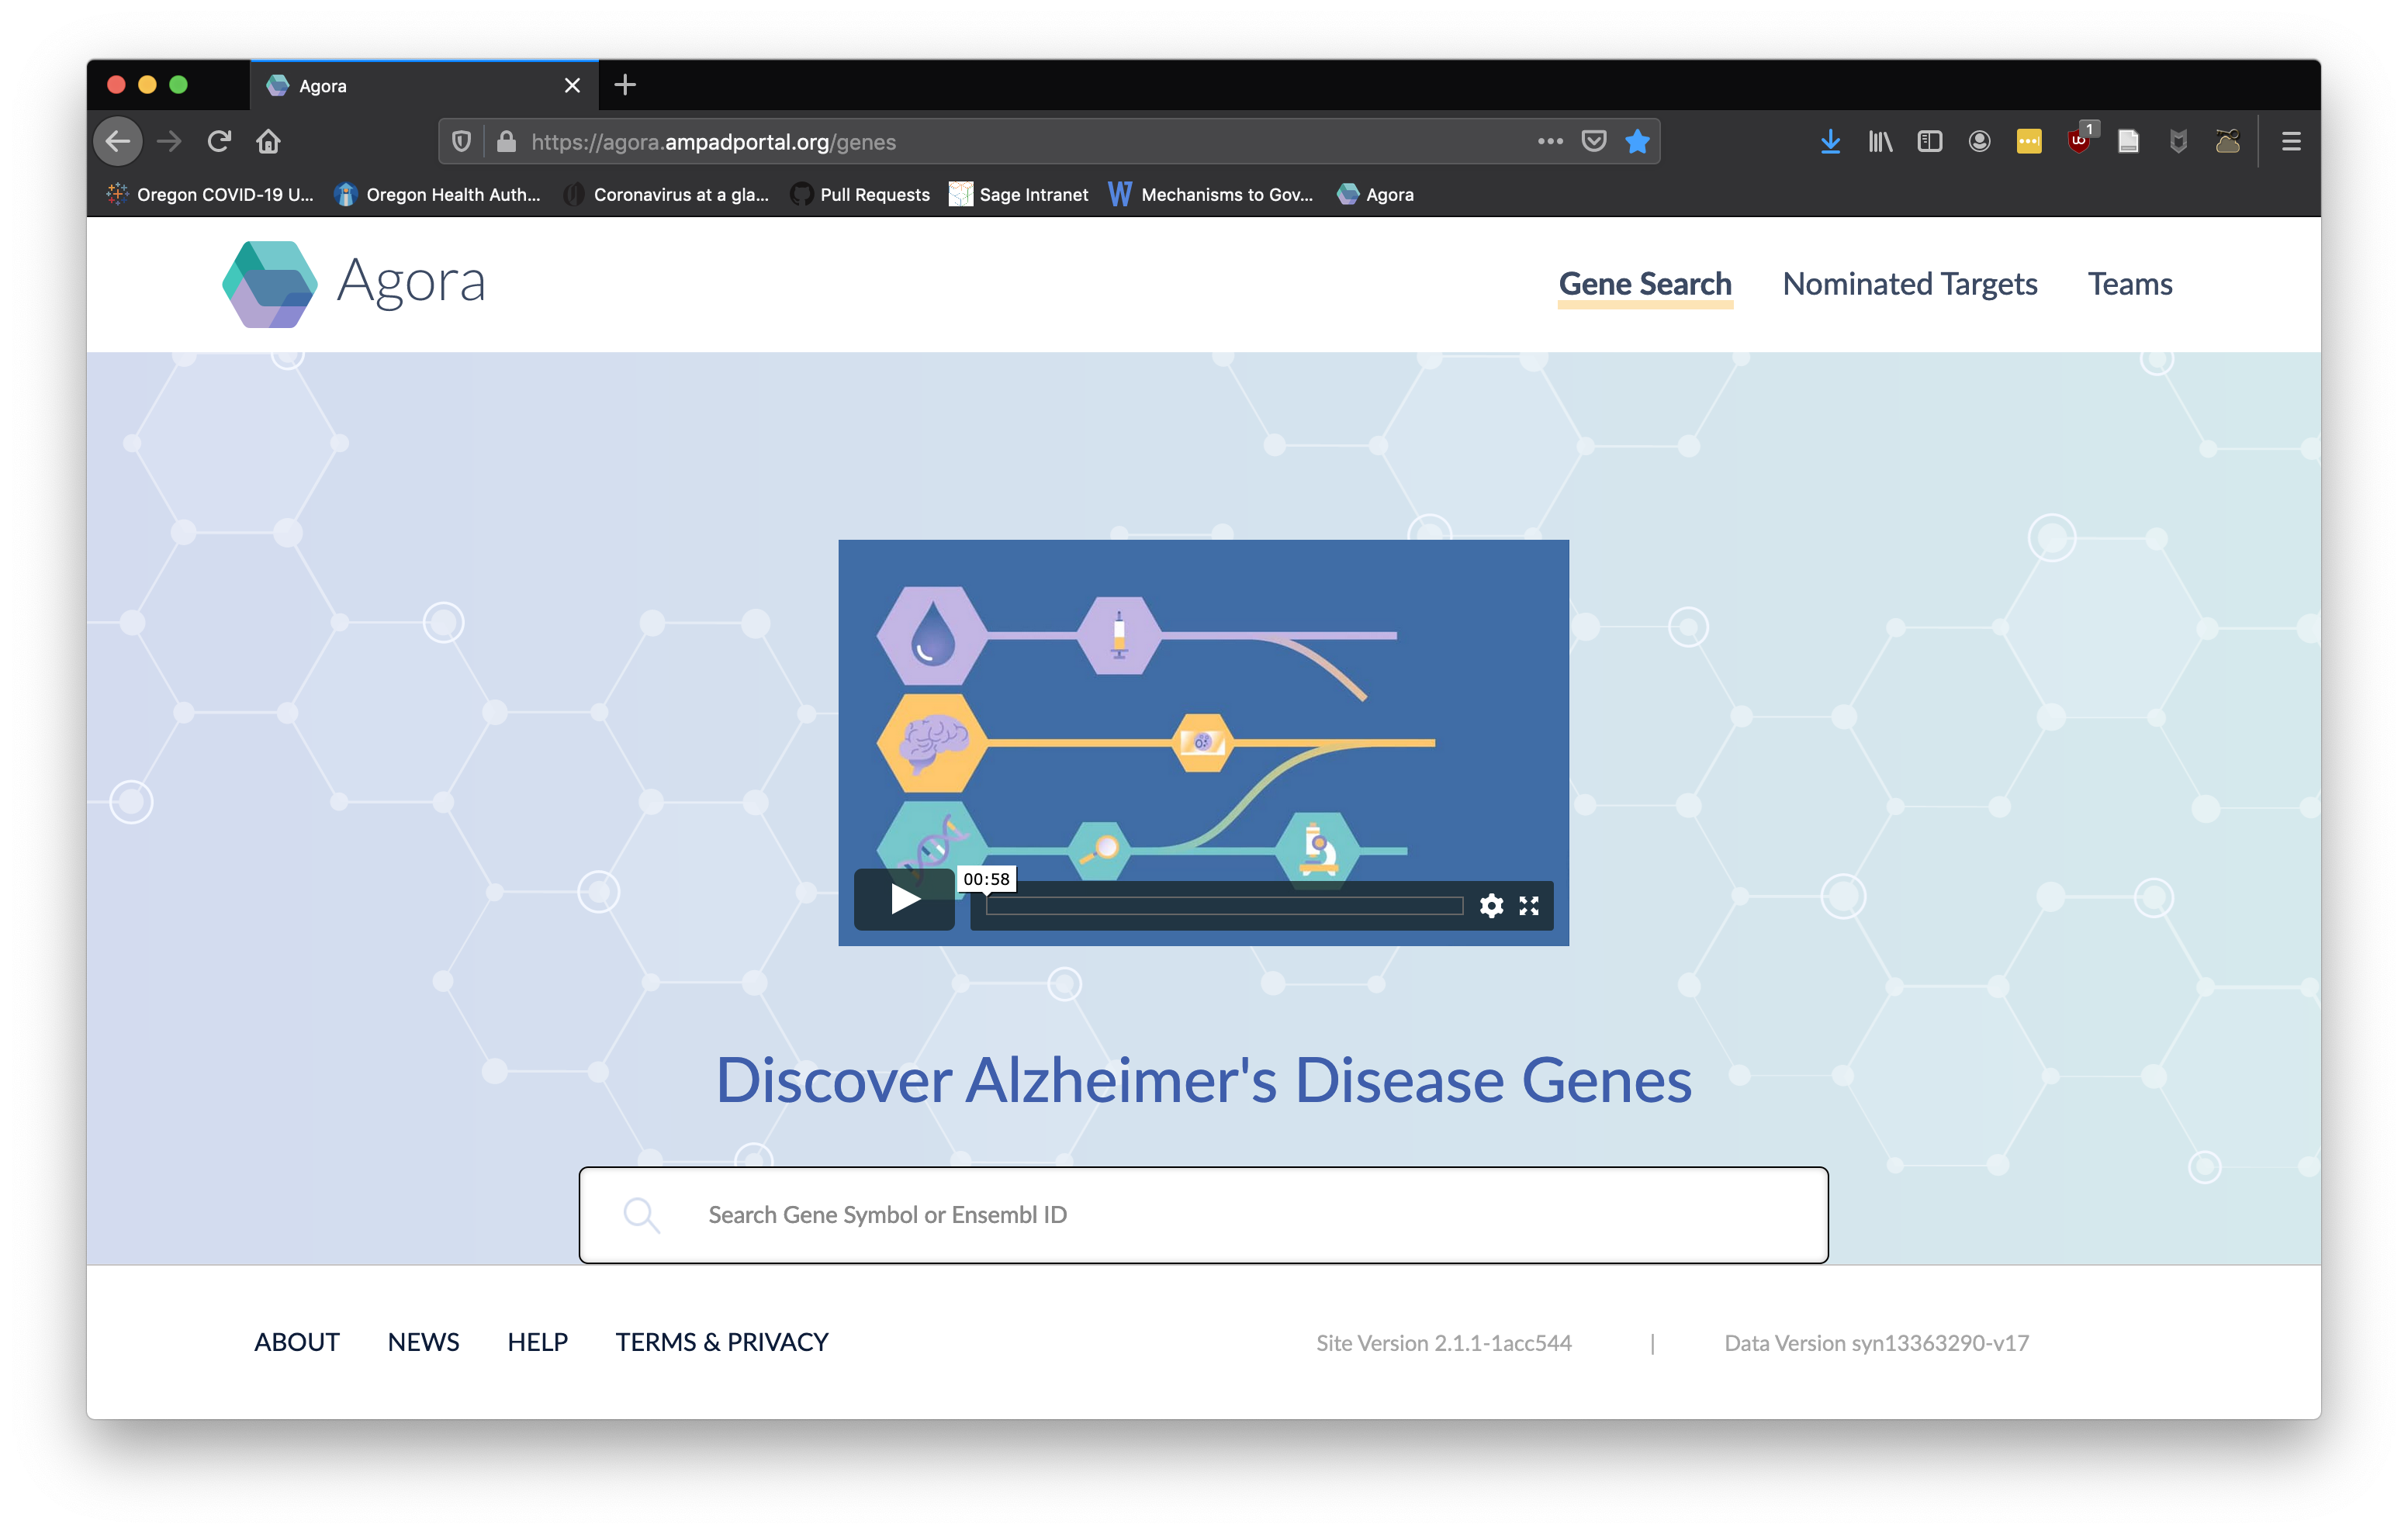 Agora
https://agora.ampadportal.org/genes
1
Oregon COVID-19 U...
Oregon Health Auth...
Coronavirus at a gla...
Pull Requests
Sage Intranet
Mechanisms to Gov...
Agora
Agora
Gene Search
Nominated Targets
Teams
00:58
Discover Alzheimer's Disease Genes
Search Gene Symbol or Ensembl ID
ABOUT
NEWS
HELP
TERMS & PRIVACY
Site Version 2.1.1-1acc544
|
Data Version syn13363290-v17